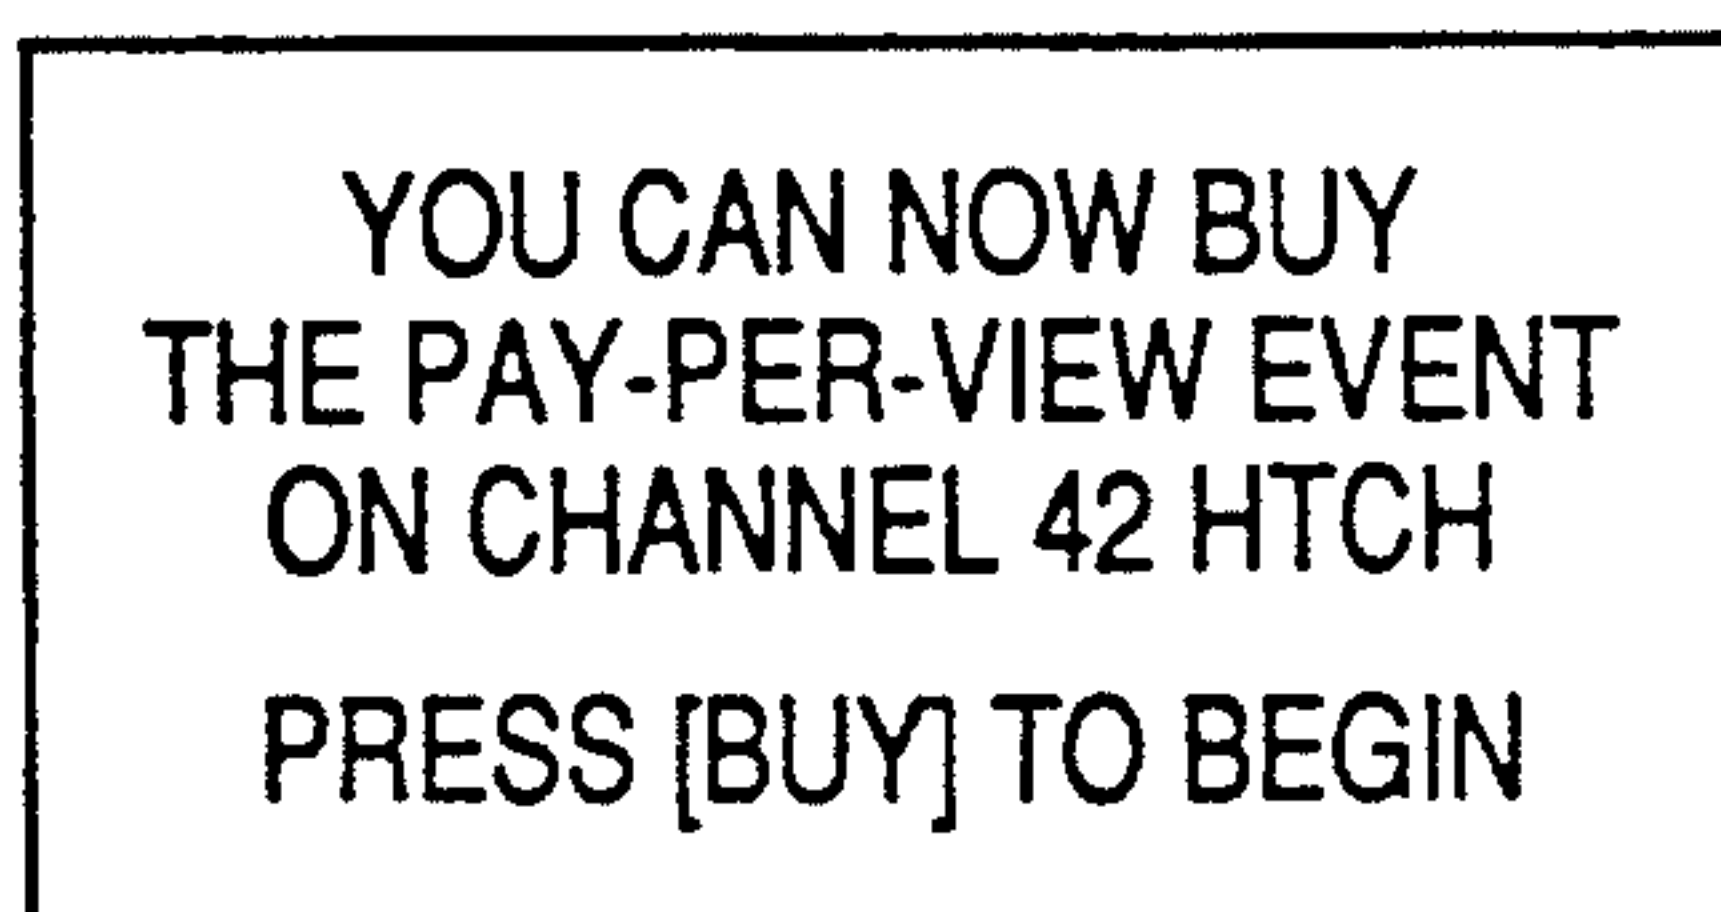 YOU CAN NOW BUY
THE PAY-PER-VIEW EVENT
ON CHANNEL 42 HTCH
PRESS [BUY] TO BEGIN